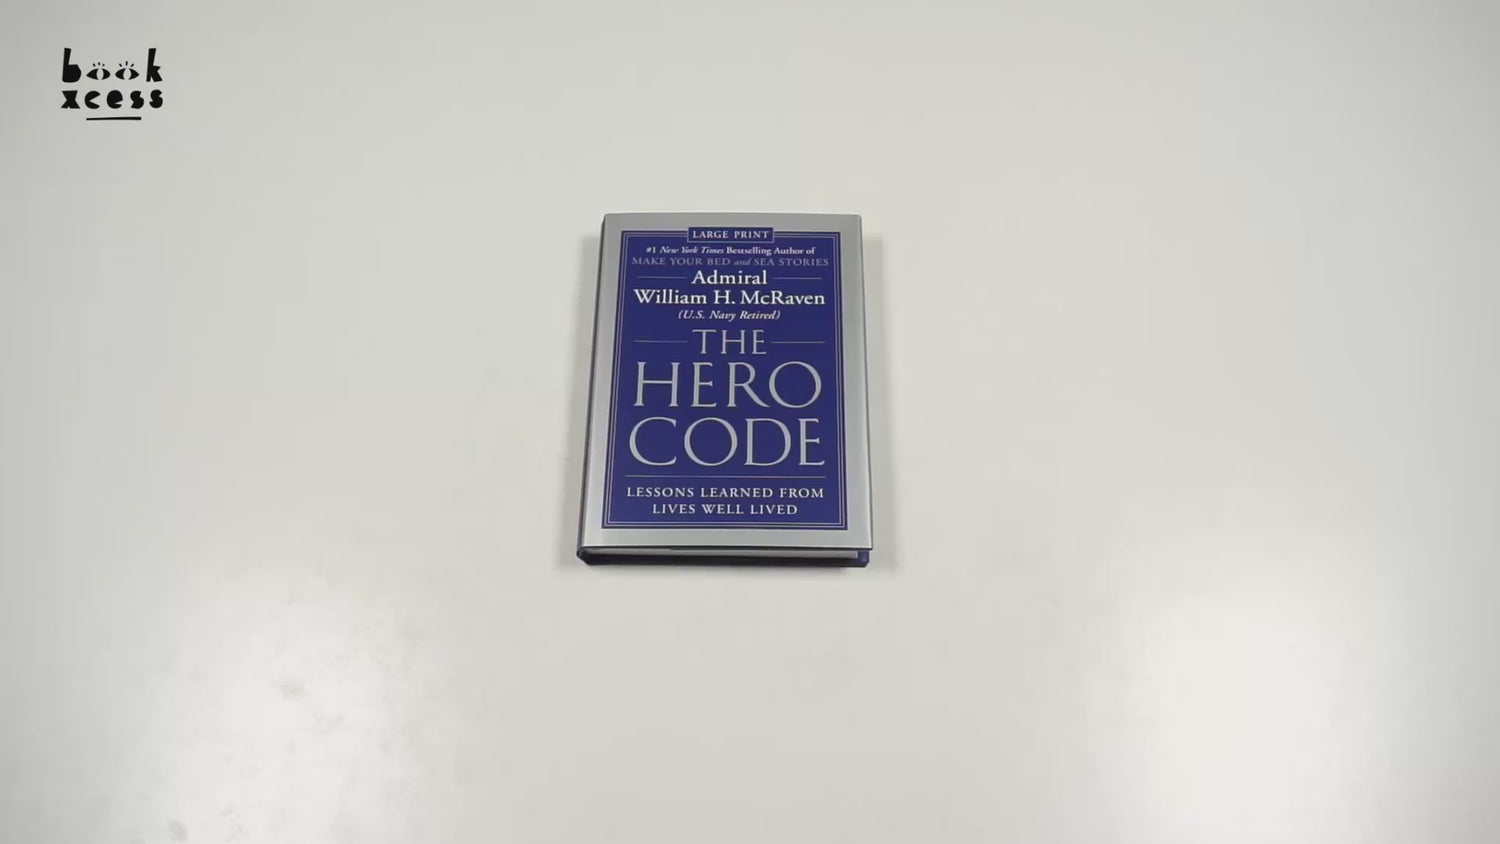 book
xcess
LARGE PRINT
#1 New York Times Bestselling Author of
MAKE YOUR BED and SEA STORIES
Admiral
William H. McRaven
(U.S. Navy Retired)
THE
HERO
CODE
LESSONS LEARNED FROM
LIVES WELL LIVED